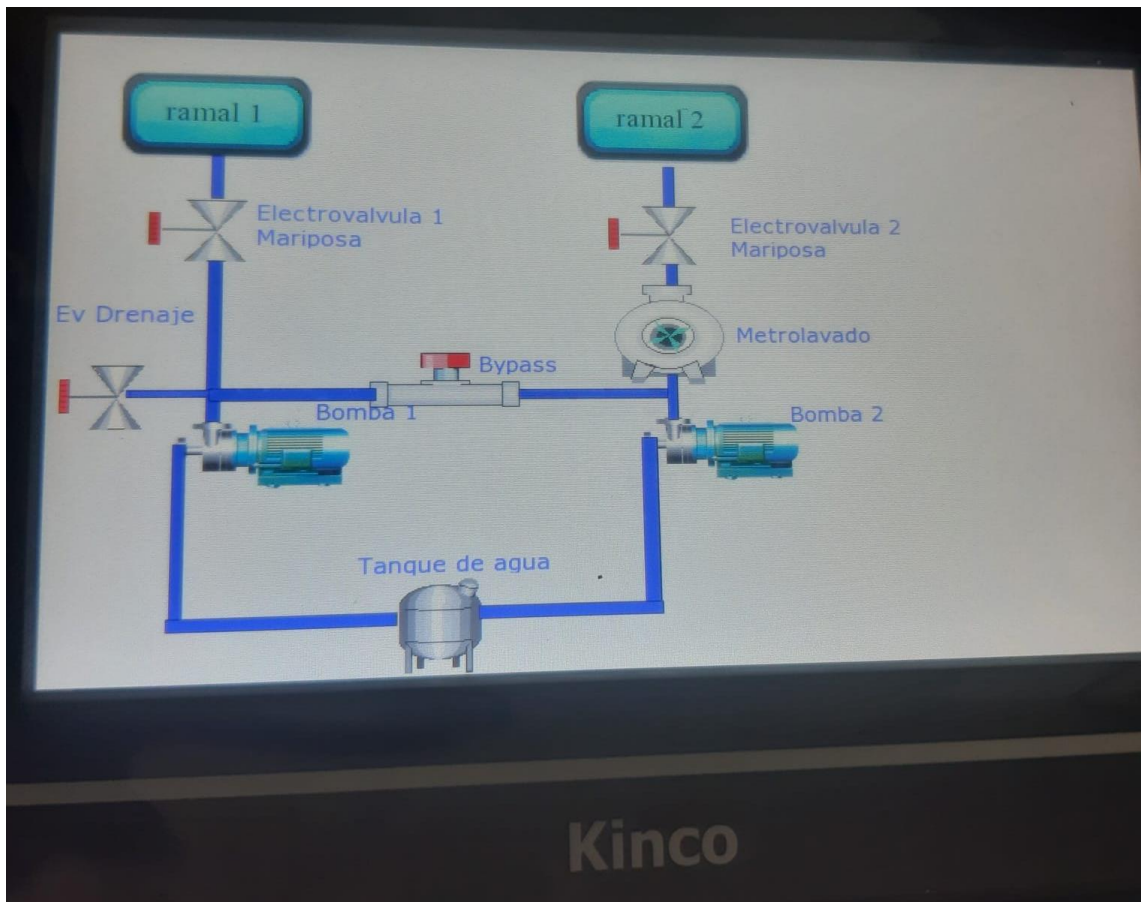 ramal 1
ramal 2
Electrovalvula 1
Mariposa
Electrovalvula 2
Mariposa
Ev Drenaje
Metrolavado
Bypass
Bomba 1
Bomba 2
Tanque de agua
Kinco